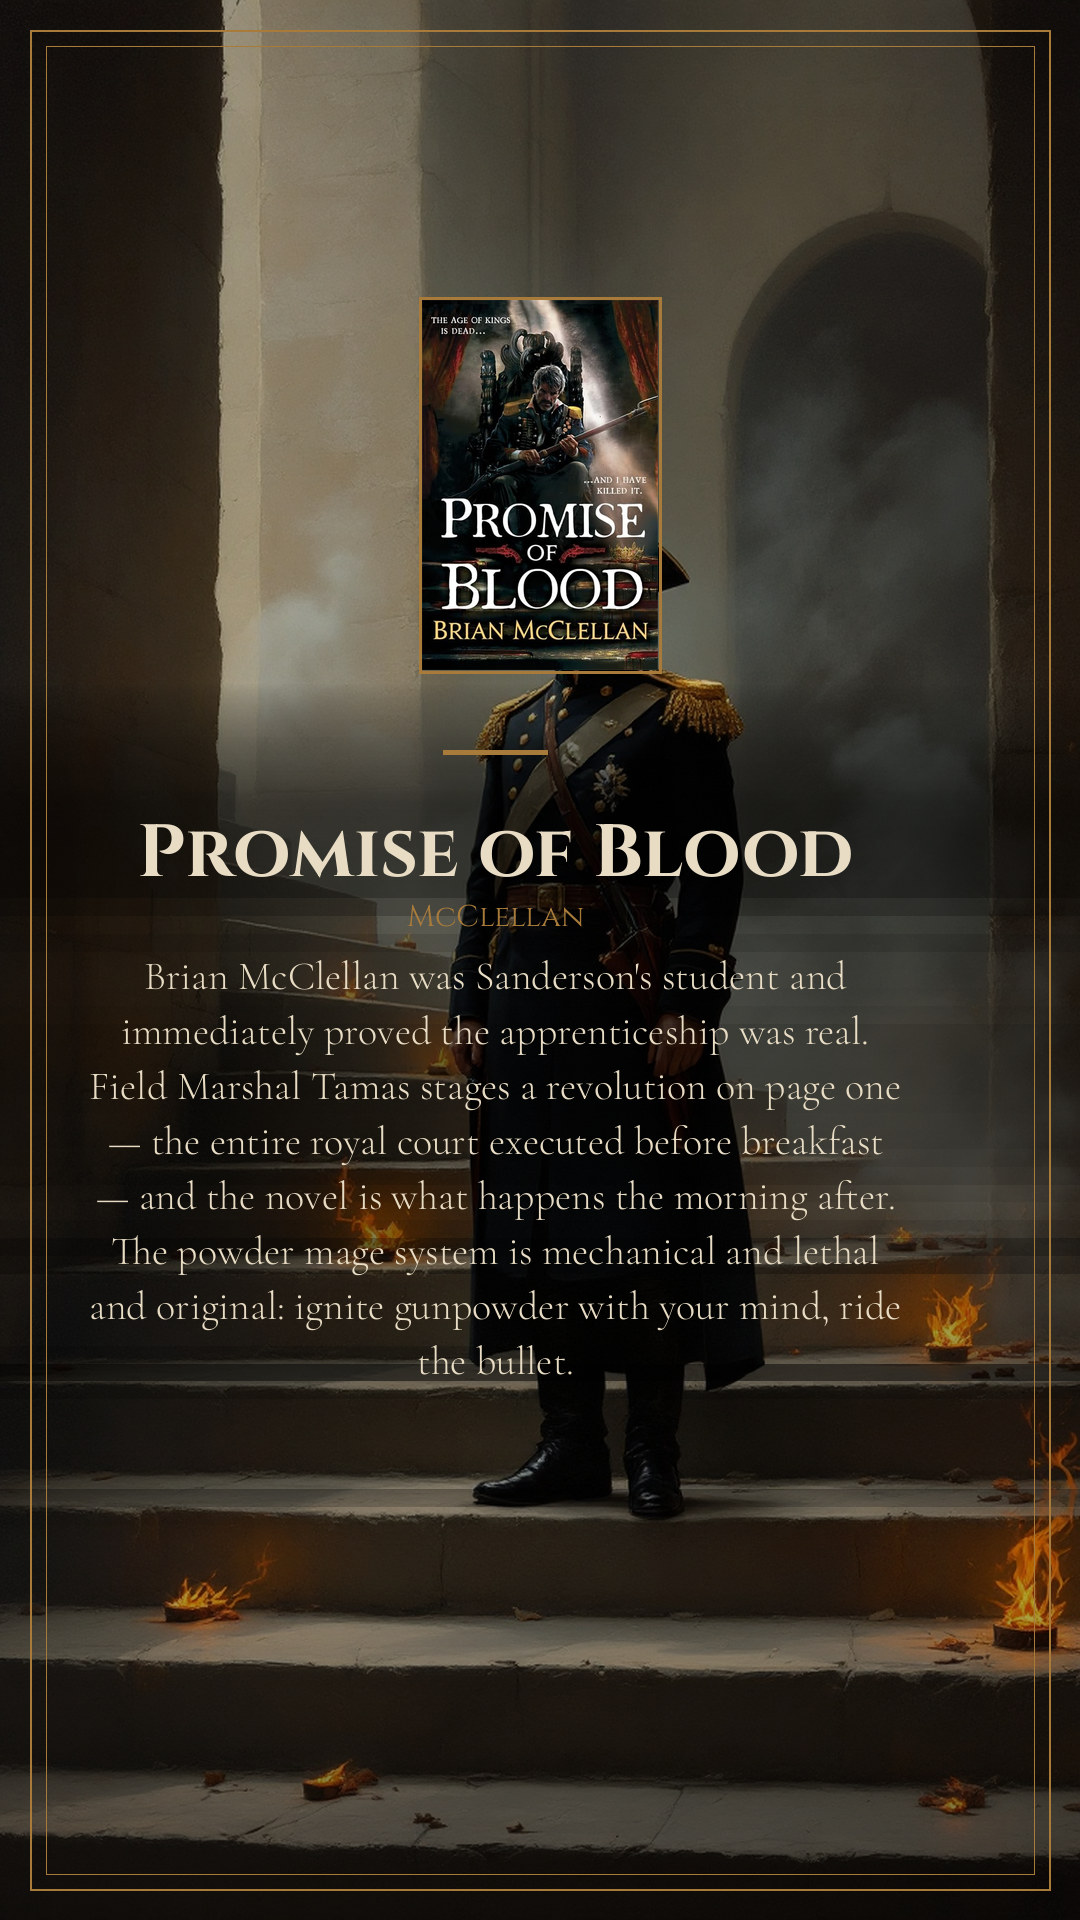 THE AGE OF KINGS
IS DEAD...
...AND I HAVE
KILLED IT.
PROMISE
OF
BLOOD
BRIAN MCCLELLAN
PROMISE OF BLOOD
MCCLELLAN
Brian McClellan was Sanderson's student and
immediately proved the apprenticeship was real.
Field Marshal Tamas stages a revolution on page one
— the entire royal court executed before breakfast
— and the novel is what happens the morning after.
The powder mage system is mechanical and lethal
and original: ignite gunpowder with your mind, ride
the bullet.